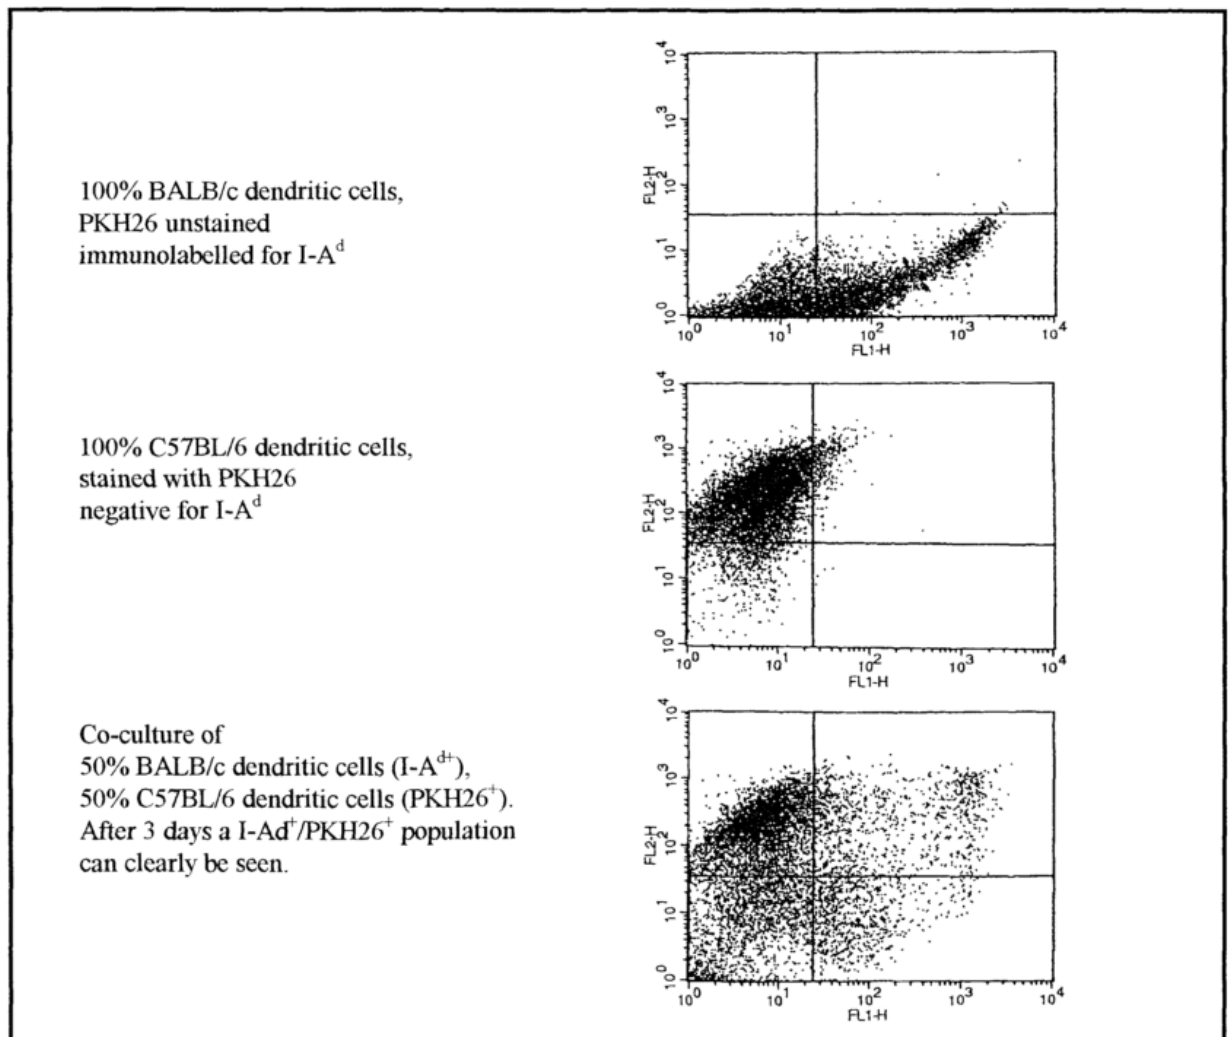 100% BALB/c dendritic cells,
PKH26 unstained
immunolabelled for I-A^d
10^4
10^3
10^2
10^1
10^0
FL2-H
10^0 10^1 10^2 10^3 10^4
FL1-H
100% C57BL/6 dendritic cells,
stained with PKH26
negative for I-A^d
10^4
10^3
10^2
10^1
10^0
FL2-H
10^0 10^1 10^2 10^3 10^4
FL1-H
Co-culture of
50% BALB/c dendritic cells (I-A^d+),
50% C57BL/6 dendritic cells (PKH26^+).
After 3 days a I-Ad^+/PKH26^+ population
can clearly be seen.
10^4
10^3
10^2
10^1
10^0
FL2-H
10^0 10^1 10^2 10^3 10^4
FL1-H